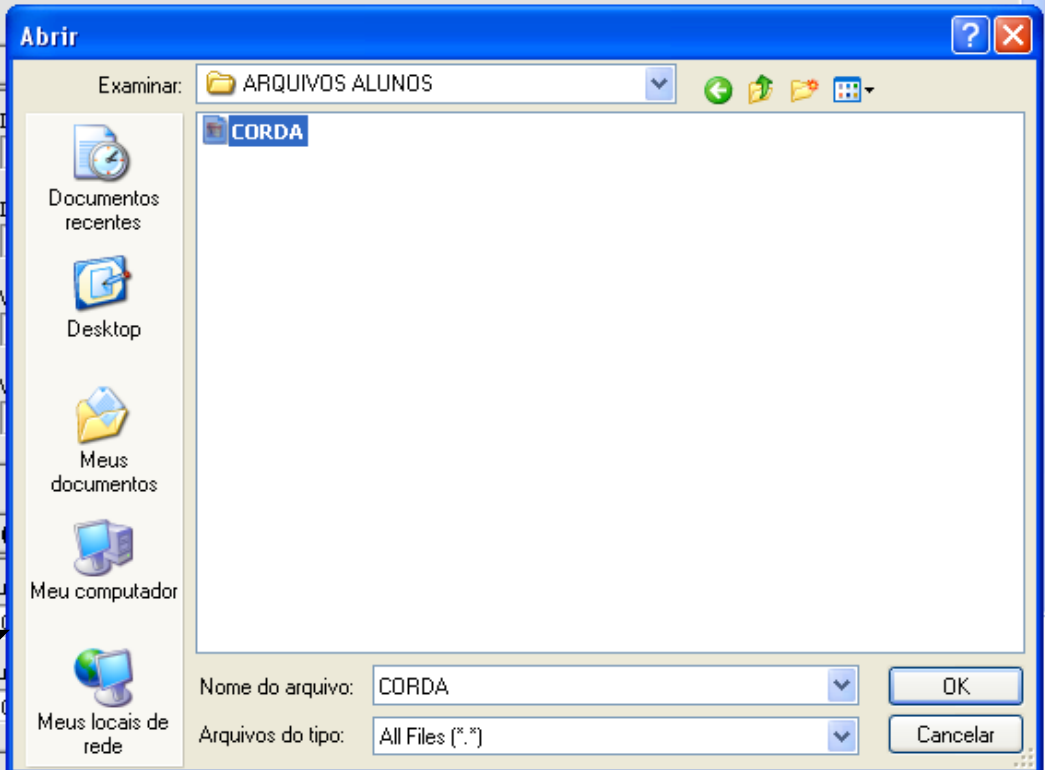 Abrir
Examinar:
ARQUIVOS ALUNOS
CORDA
Documentos
recentes
Desktop
Meus
documentos
Meu computador
Meus locais de
rede
Nome do arquivo:
CORDA
OK
Arquivos do tipo:
All Files (*.*)
Cancelar